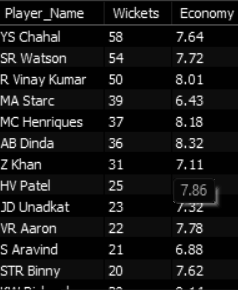 Player_Name Wickets Economy
YS Chahal 58 7.64
SR Watson 54 7.72
R Vinay Kumar 50 8.01
MA Starc 39 6.43
MC Henriques 37 8.18
AB Dinda 36 8.32
Z Khan 31 7.11
HV Patel 25 7.86
JD Unadkat 23 7.32
VR Aaron 22 7.78
S Aravind 21 6.88
STR Binny 20 7.62